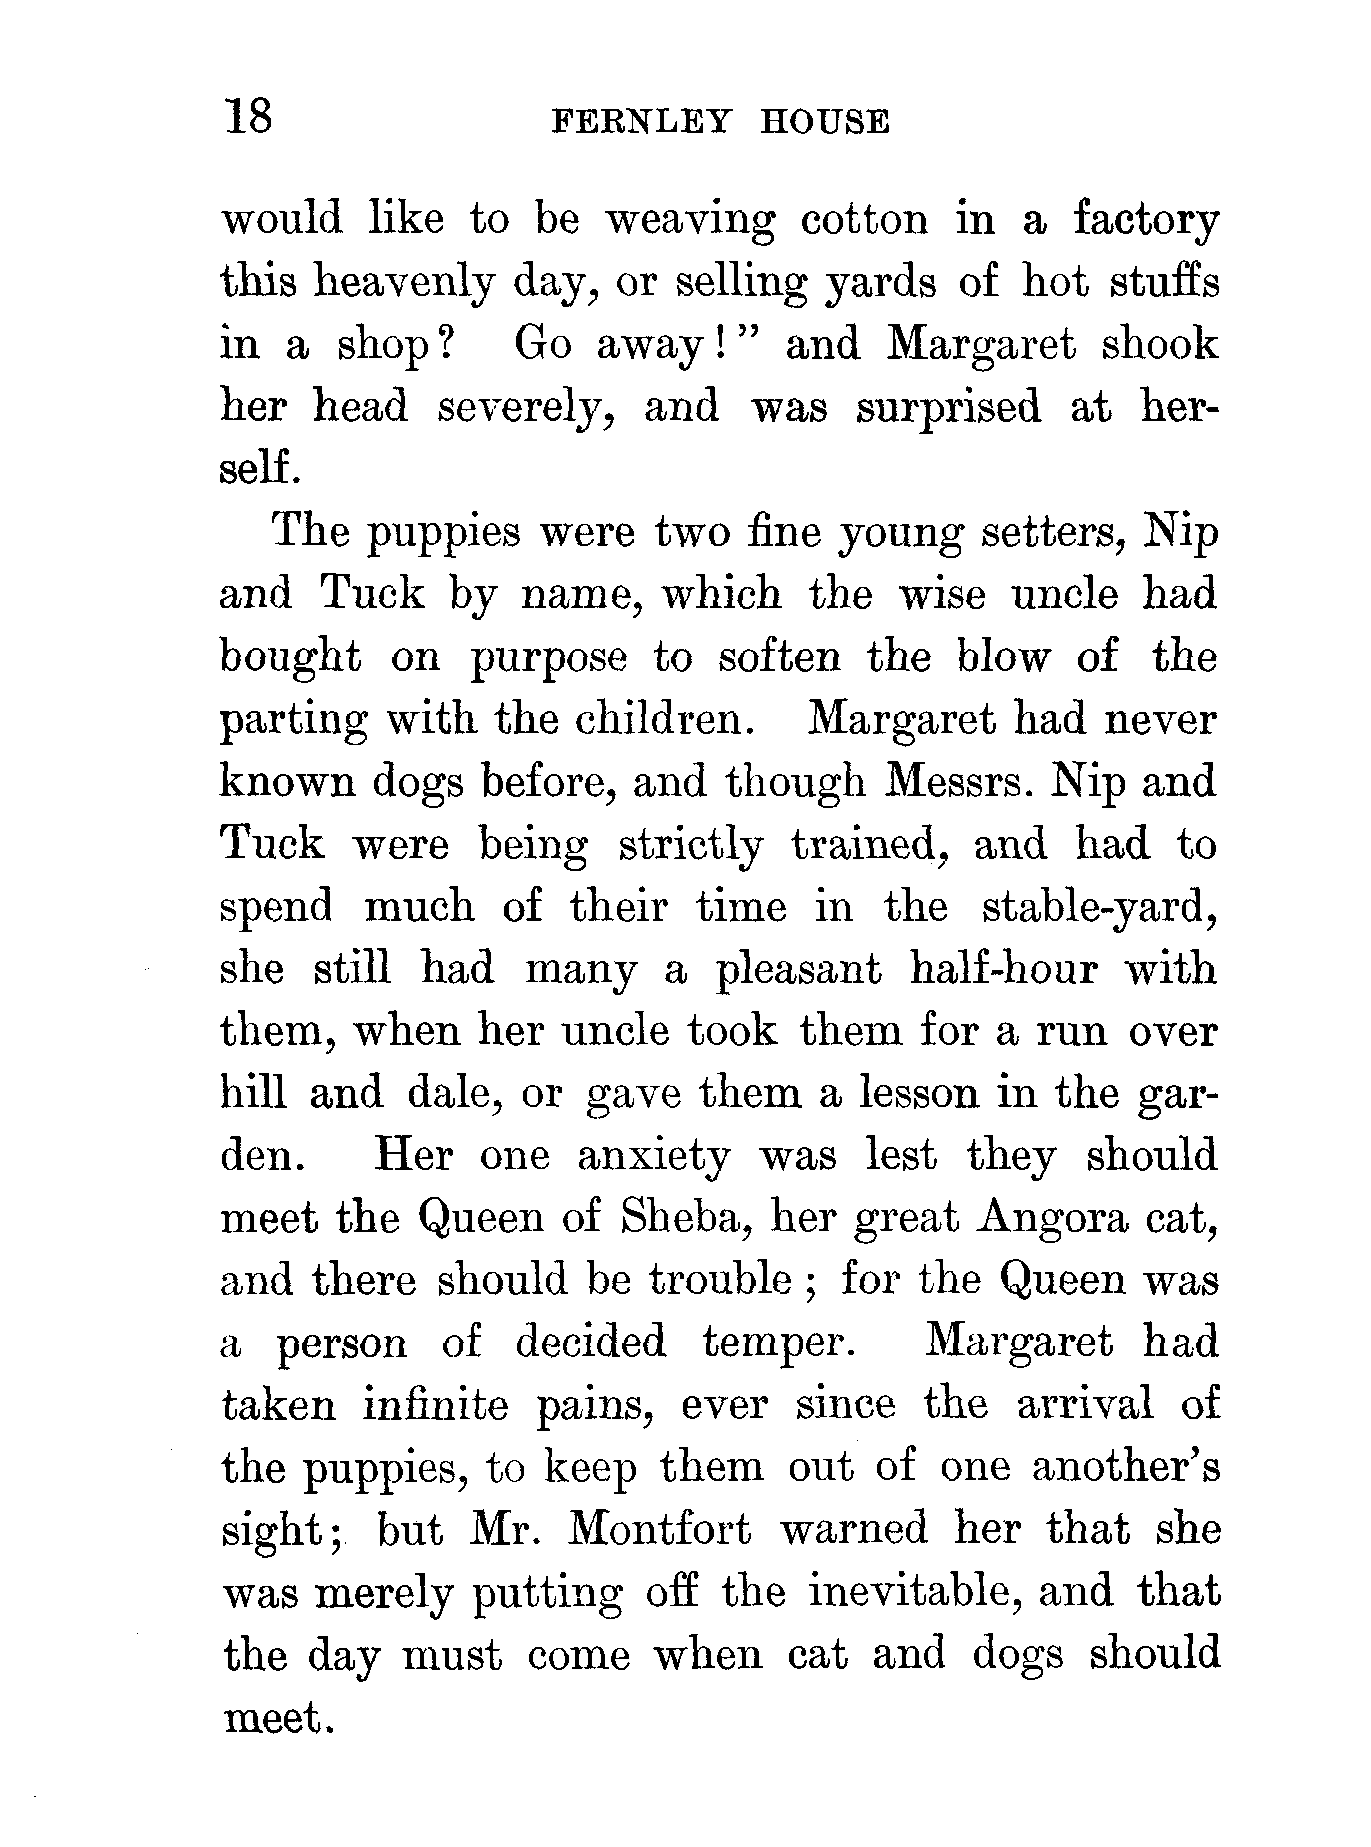 18 FERNLEY HOUSE
would like to be weaving cotton in a factory
this heavenly day, or selling yards of hot stuffs
in a shop? Go away!" and Margaret shook
her head severely, and was surprised at her-
self.
The puppies were two fine young setters, Nip
and Tuck by name, which the wise uncle had
bought on purpose to soften the blow of the
parting with the children. Margaret had never
known dogs before, and though Messrs. Nip and
Tuck were being strictly trained, and had to
spend much of their time in the stable-yard,
she still had many a pleasant half-hour with
them, when her uncle took them for a run over
hill and dale, or gave them a lesson in the gar-
den. Her one anxiety was lest they should
meet the Queen of Sheba, her great Angora cat,
and there should be trouble; for the Queen was
a person of decided temper. Margaret had
taken infinite pains, ever since the arrival of
the puppies, to keep them out of one another's
sight; but Mr. Montfort warned her that she
was merely putting off the inevitable, and that
the day must come when cat and dogs should
meet.